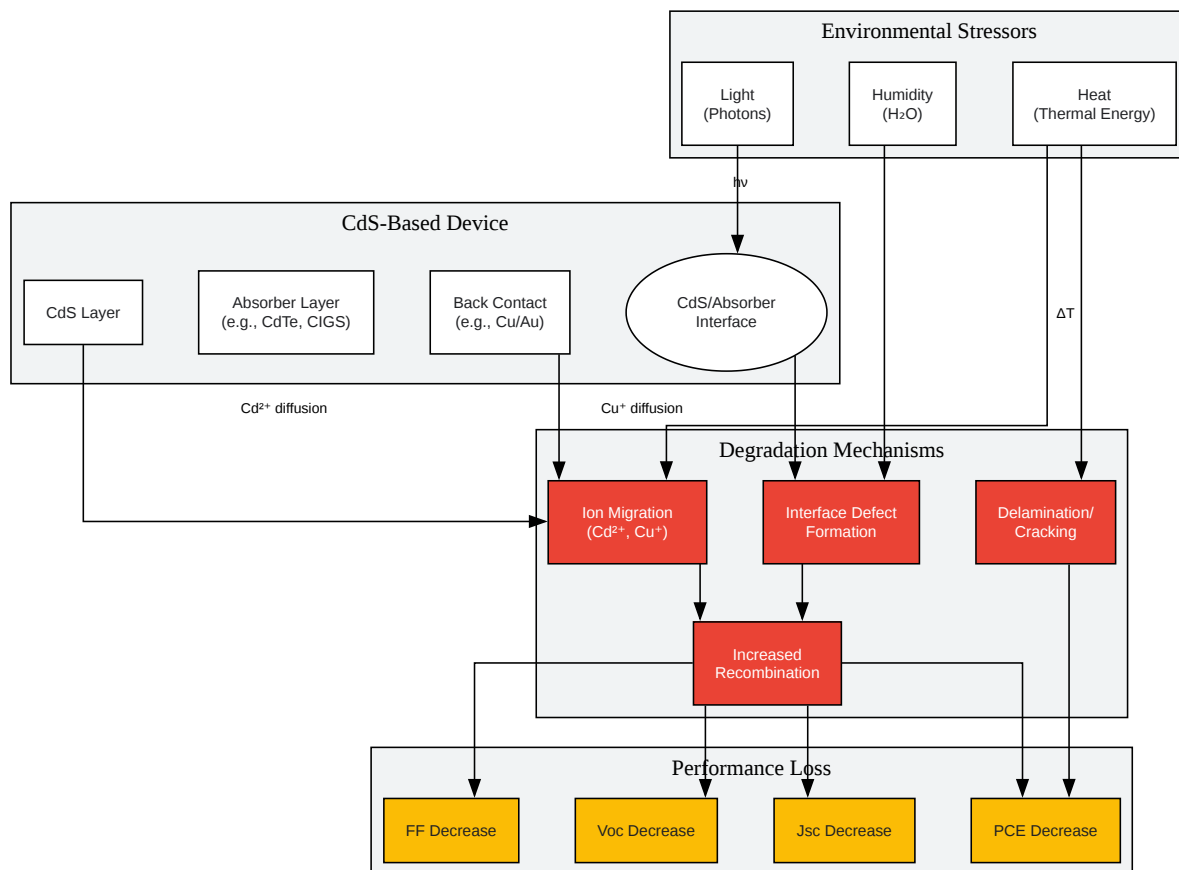 Environmental Stressors
Light
(Photons)
Humidity
(H₂O)
Heat
(Thermal Energy)
hν
CdS-Based Device
CdS Layer
Absorber Layer
(e.g., CdTe, CIGS)
Back Contact
(e.g., Cu/Au)
CdS/Absorber
Interface
ΔT
Cd²⁺ diffusion
Cu⁺ diffusion
Degradation Mechanisms
Ion Migration
(Cd²⁺, Cu⁺)
Interface Defect
Formation
Delamination/
Cracking
Increased
Recombination
Performance Loss
FF Decrease
Voc Decrease
Jsc Decrease
PCE Decrease